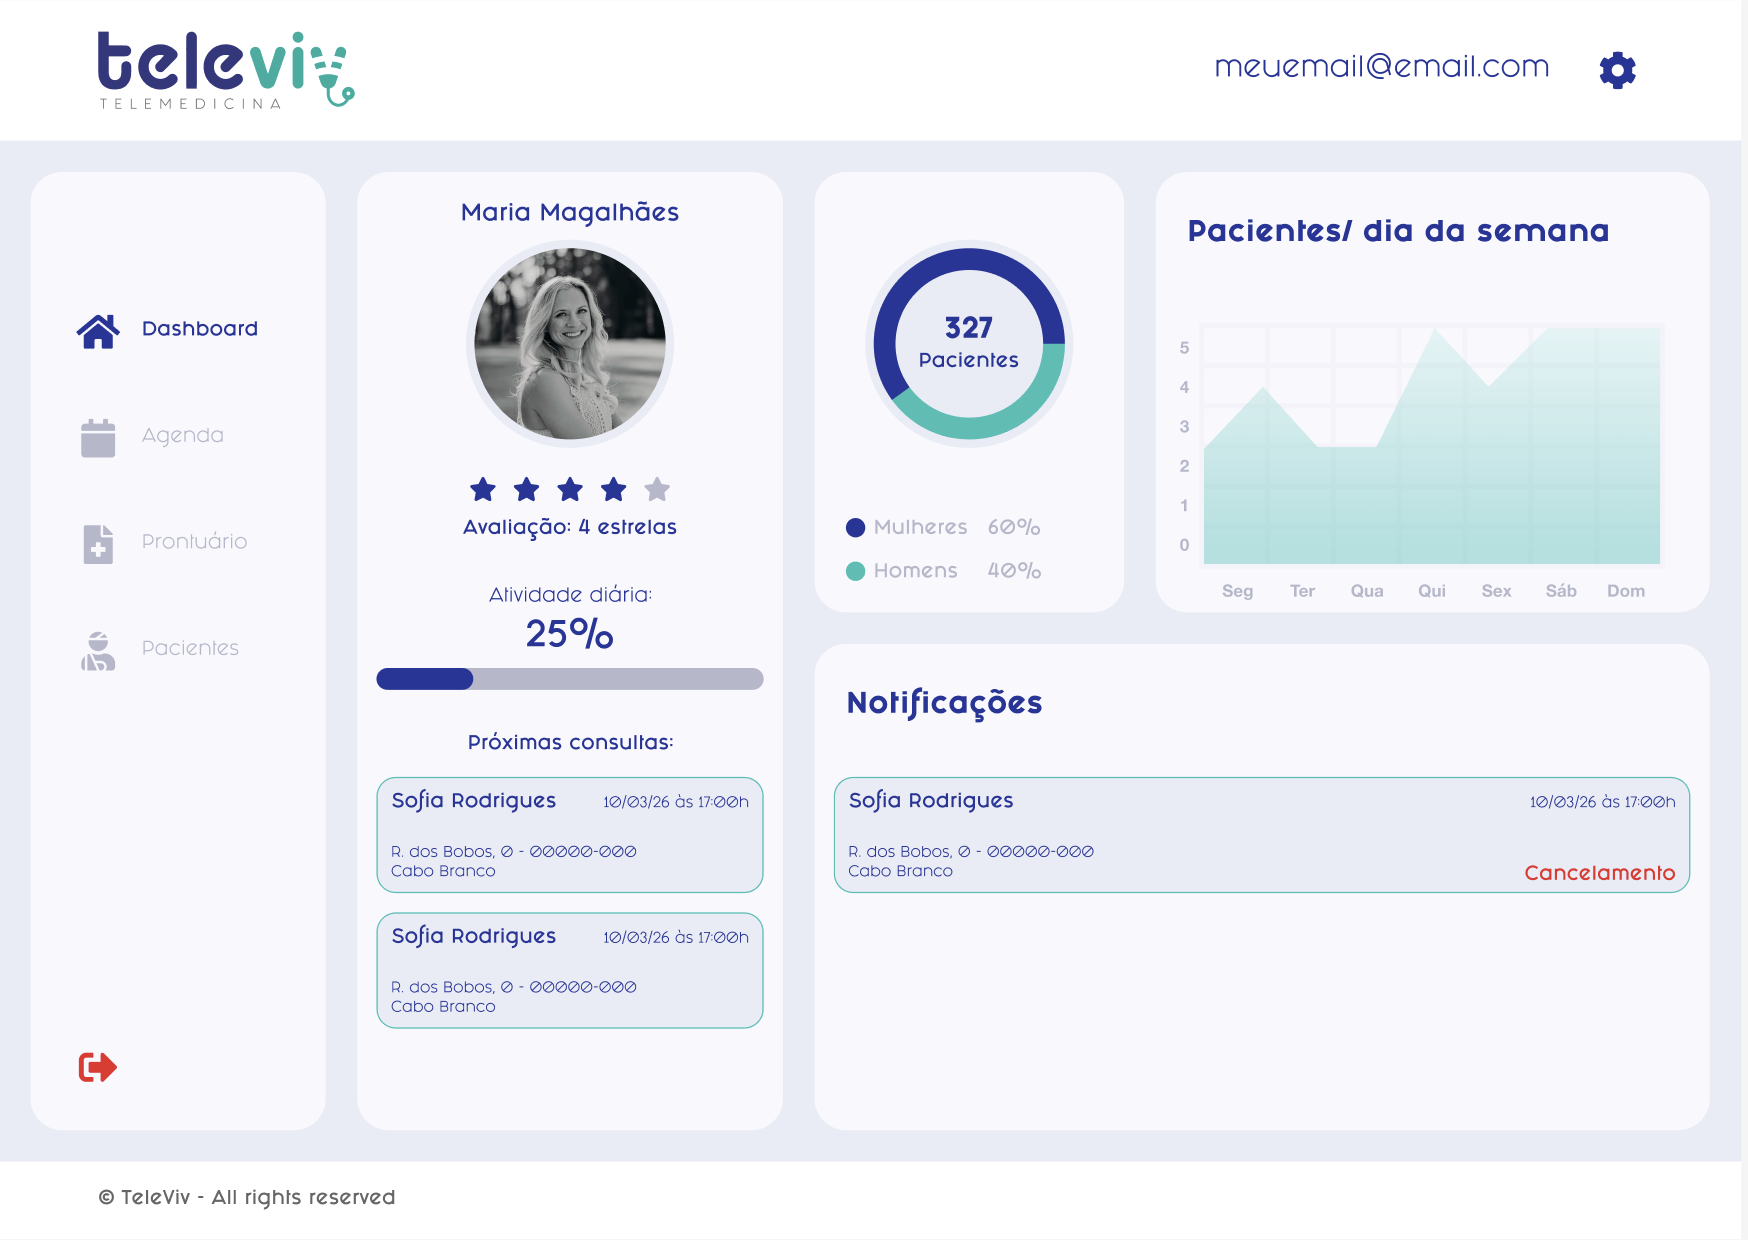 televiv
TELEMEDICINA
meuemail@email.com
Dashboard
Agenda
Prontuário
Pacientes
Maria Magalhães
Avaliação: 4 estrelas
Atividade diária:
25%
Próximas consultas:
Sofia Rodrigues 10/03/26 às 17:00h
R. dos Bobos, 0 - 00000-000
Cabo Branco
Sofia Rodrigues 10/03/26 às 17:00h
R. dos Bobos, 0 - 00000-000
Cabo Branco
327
Pacientes
Mulheres 60%
Homens 40%
Pacientes/ dia da semana
5
4
3
2
1
0
Seg Ter Qua Qui Sex Sáb Dom
Notificações
Sofia Rodrigues 10/03/26 às 17:00h
R. dos Bobos, 0 - 00000-000
Cabo Branco
Cancelamento
© TeleViv - All rights reserved